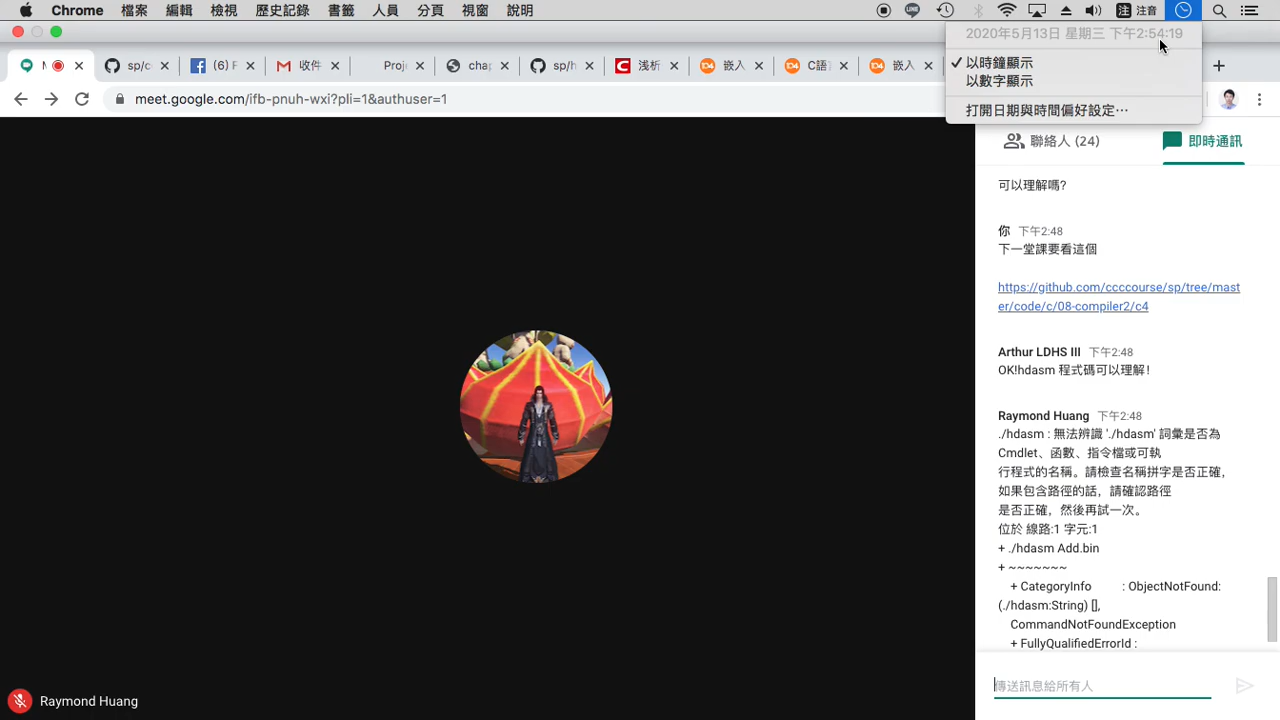 Chrome 檔案 編輯 檢視 歷史記錄 書籤 人員 分頁 視窗 說明 注 注音
2020年5月13日 星期三 下午2:54:19
以時鐘顯示
以數字顯示
打開日期與時間偏好設定⋯
M sp/c (6) F 收件 Proje chap sp/h 浅析 嵌入 C語言 嵌入
meet.google.com/ifb-pnuh-wxi?pli=1&authuser=1
聯絡人 (24) 即時通訊
可以理解嗎?
你 下午2:48
下一堂課要看這個
https://github.com/ccccourse/sp/tree/mast
er/code/c/08-compiler2/c4
Arthur LDHS III 下午2:48
OK!hdasm 程式碼可以理解!
Raymond Huang 下午2:48
./hdasm : 無法辨識 './hdasm' 詞彙是否為
Cmdlet、函數、指令檔或可執
行程式的名稱。請檢查名稱拼字是否正確，
如果包含路徑的話，請確認路徑
是否正確，然後再試一次。
位於 線路:1 字元:1
+ ./hdasm Add.bin
+ ~~~~~~~
+ CategoryInfo : ObjectNotFound:
(./hdasm:String) [],
CommandNotFoundException
+ FullyQualifiedErrorId :
傳送訊息給所有人
Raymond Huang